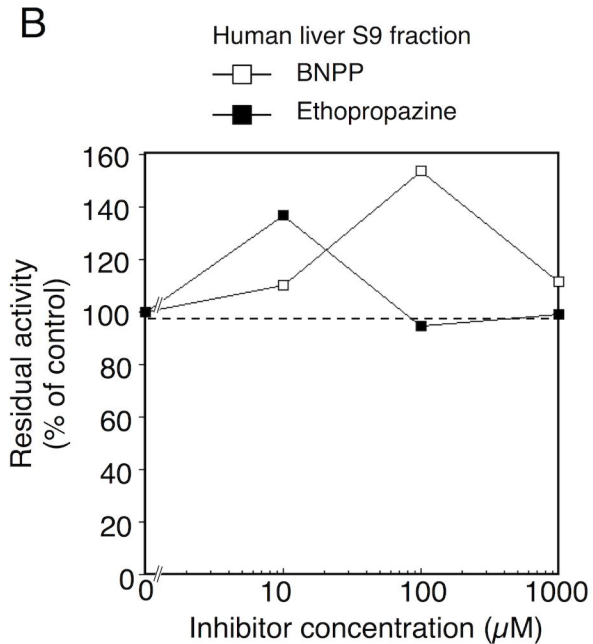 B
Human liver S9 fraction
BNPP
Ethopropazine
160
140
120
100
80
60
40
20
0
0 10 100 1000
Residual activity
(% of control)
Inhibitor concentration (µM)